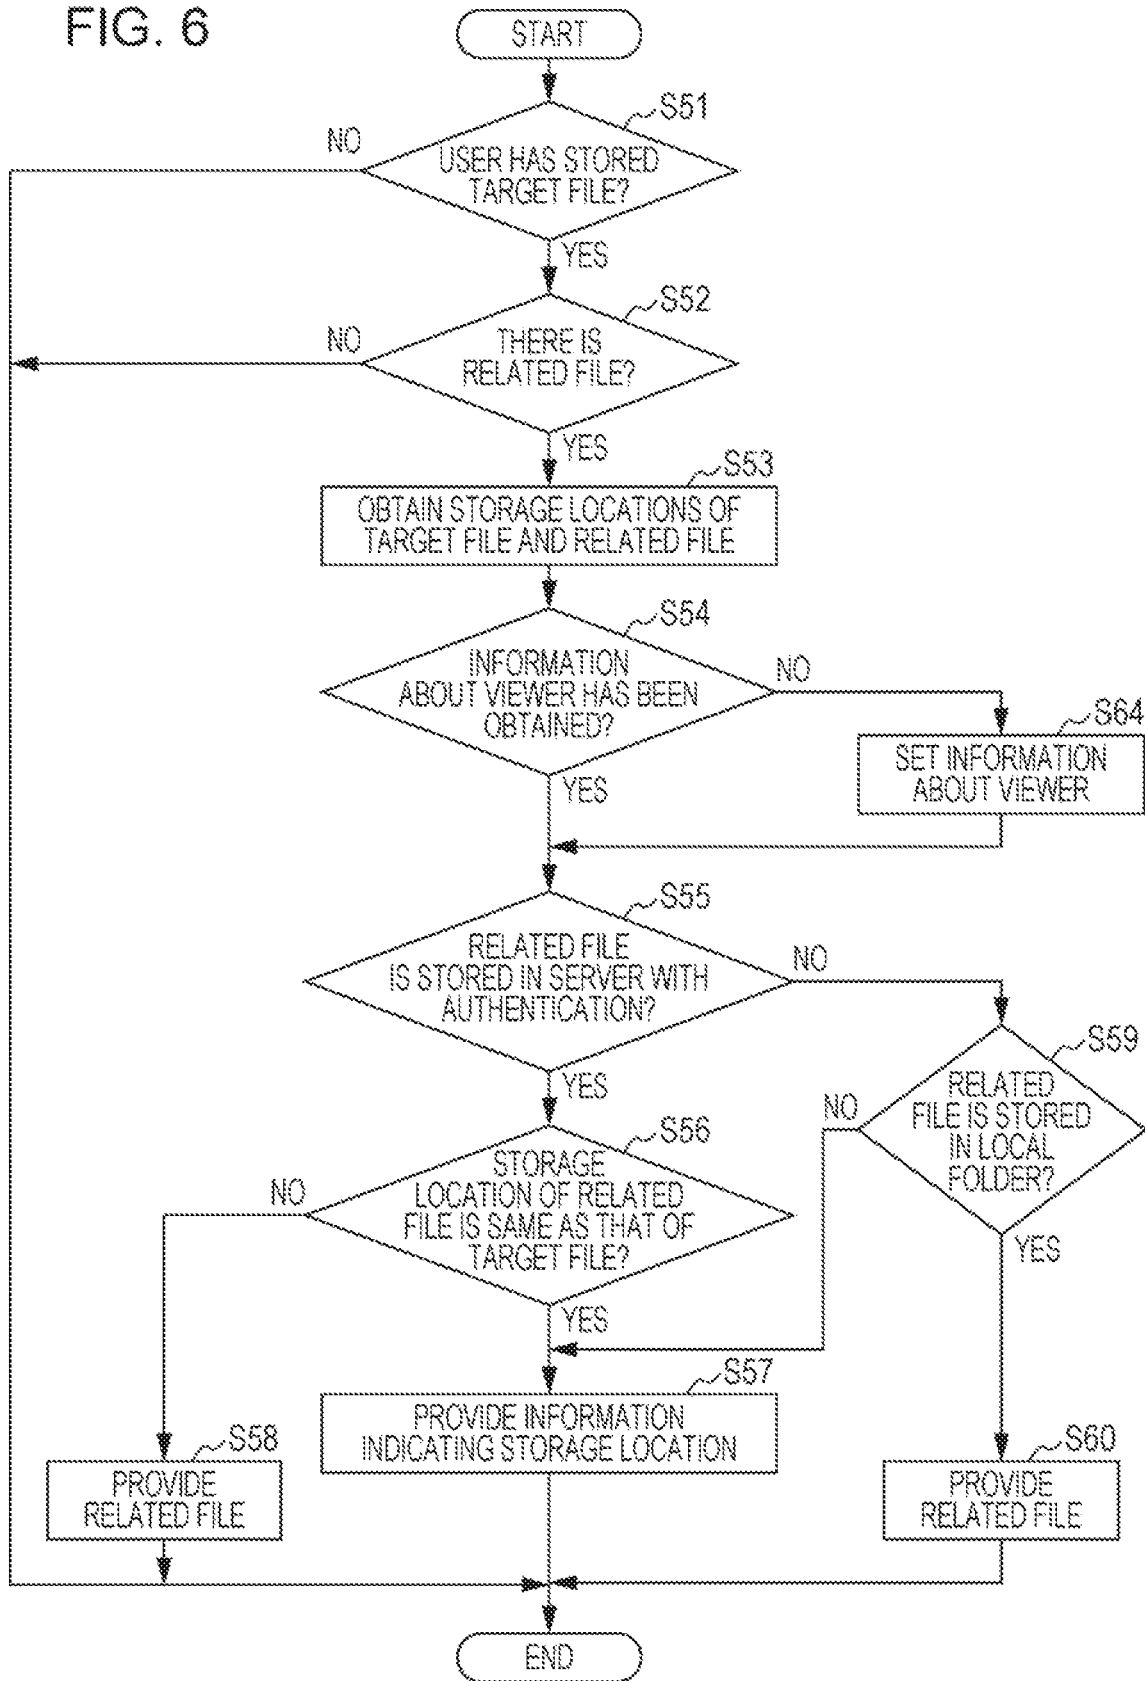 FIG. 6
START
S51
NO
USER HAS STORED
TARGET FILE?
YES
S52
NO
THERE IS
RELATED FILE?
YES
S53
OBTAIN STORAGE LOCATIONS OF
TARGET FILE AND RELATED FILE
S54
INFORMATION
ABOUT VIEWER HAS BEEN
OBTAINED?
NO
YES
S64
SET INFORMATION
ABOUT VIEWER
S55
RELATED FILE
IS STORED IN SERVER WITH
AUTHENTICATION?
NO
YES
S59
RELATED
FILE IS STORED
IN LOCAL
FOLDER?
NO
YES
S56
STORAGE
LOCATION OF RELATED
FILE IS SAME AS THAT OF
TARGET FILE?
NO
YES
S57
PROVIDE INFORMATION
INDICATING STORAGE LOCATION
S58
PROVIDE
RELATED FILE
S60
PROVIDE
RELATED FILE
END